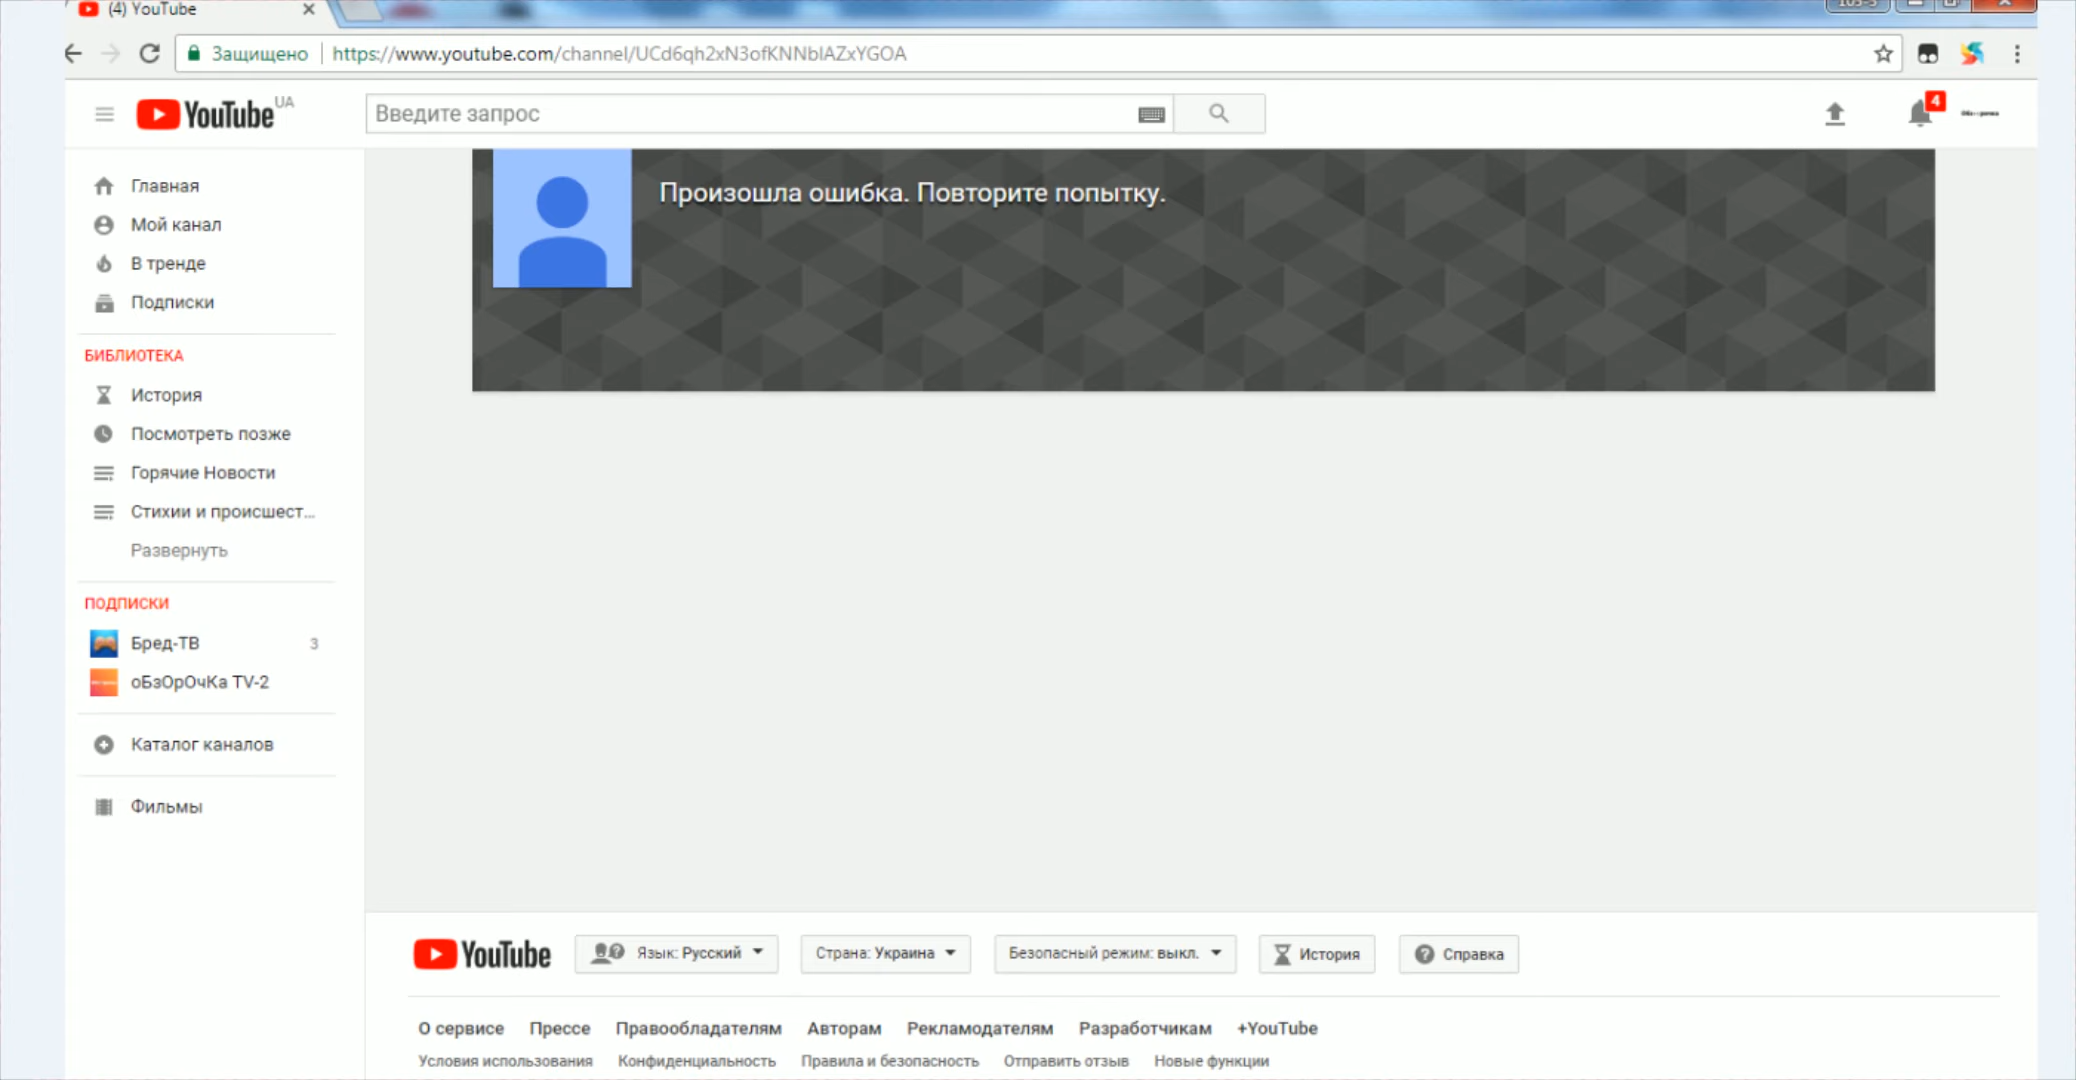 (4) YouTube
Защищено
https://www.youtube.com/channel/UCd6qh2xN3ofKNNblAZxYGOA
YouTube UA
Введите запрос
4
Главная
Мой канал
В тренде
Подписки
БИБЛИОТЕКА
История
Посмотреть позже
Горячие Новости
Стихии и происшест...
Развернуть
ПОДПИСКИ
Бред-ТВ 3
оБзОрОчКа TV-2
Каталог каналов
Фильмы
Произошла ошибка. Повторите попытку.
YouTube
Язык: Русский
Страна: Украина
Безопасный режим: выкл.
История
Справка
О сервисе Прессе Правообладателям Авторам Рекламодателям Разработчикам +YouTube
Условия использования Конфиденциальность Правила и безопасность Отправить отзыв Новые функции